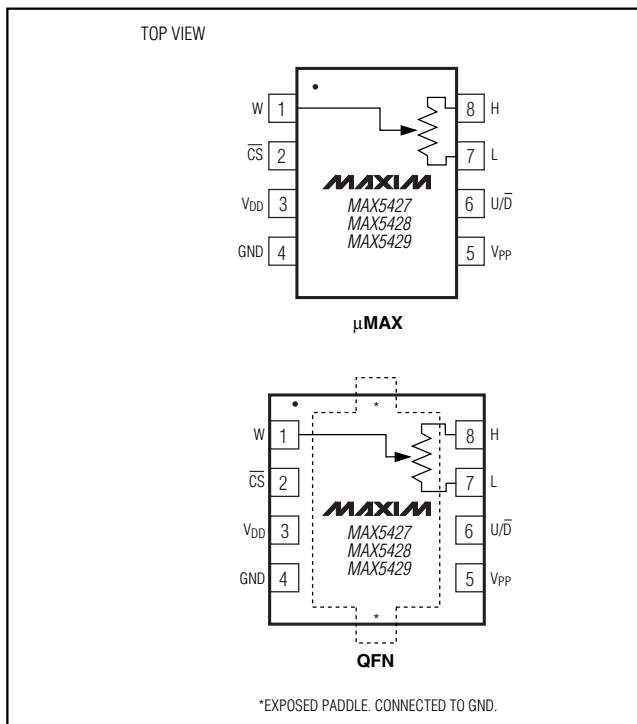 TOP VIEW
W 1 8 H
C̅S̅ 2 7 L
VDD 3 6 U/D̅
GND 4 5 VPP
MAXIM
MAX5427
MAX5428
MAX5429
µMAX
*
W 1 8 H
C̅S̅ 2 7 L
VDD 3 6 U/D̅
GND 4 5 VPP
MAXIM
MAX5427
MAX5428
MAX5429
*
QFN
*EXPOSED PADDLE. CONNECTED TO GND.